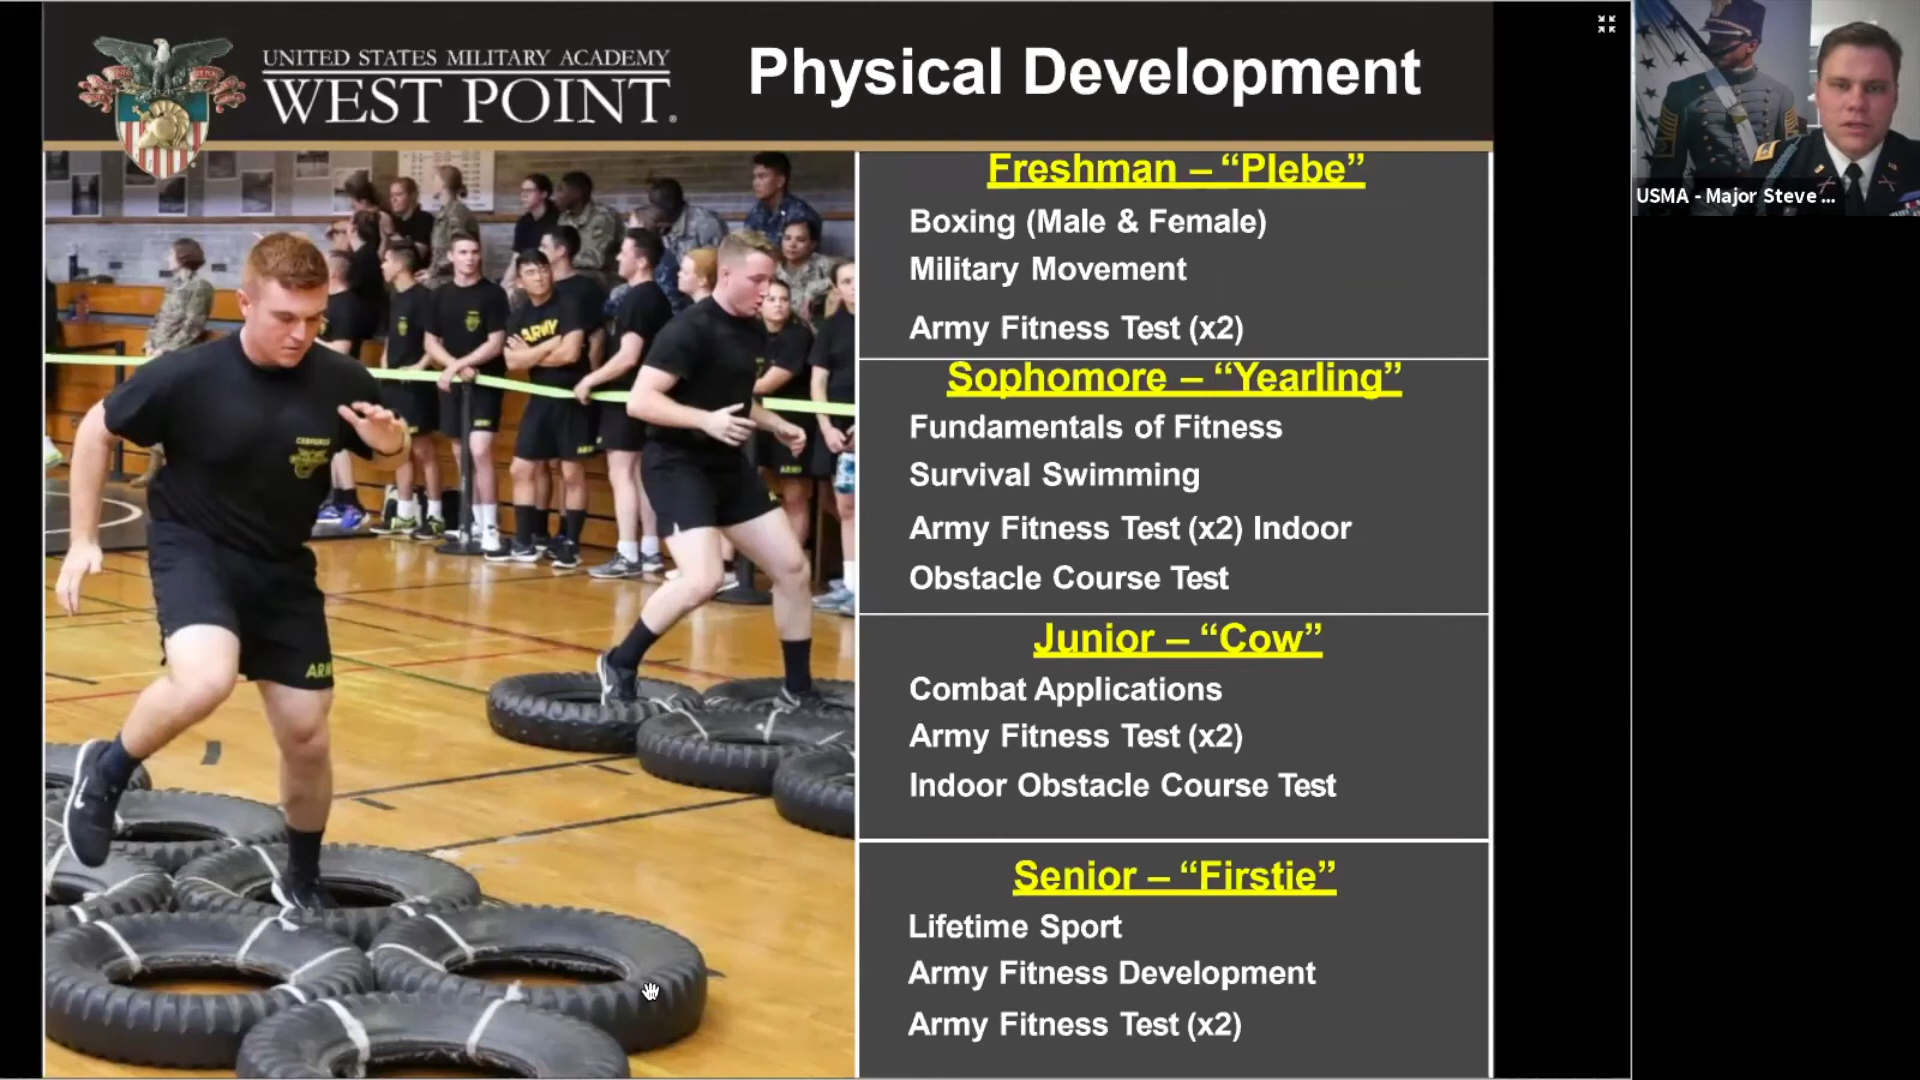 UNITED STATES MILITARY ACADEMY
WEST POINT.
Physical Development
Freshman – “Plebe”
Boxing (Male & Female)
Military Movement
Army Fitness Test (x2)
Sophomore – “Yearling”
Fundamentals of Fitness
Survival Swimming
Army Fitness Test (x2) Indoor
Obstacle Course Test
Junior – “Cow”
Combat Applications
Army Fitness Test (x2)
Indoor Obstacle Course Test
Senior – “Firstie”
Lifetime Sport
Army Fitness Development
Army Fitness Test (x2)
USMA - Major Steve ...
ARMY